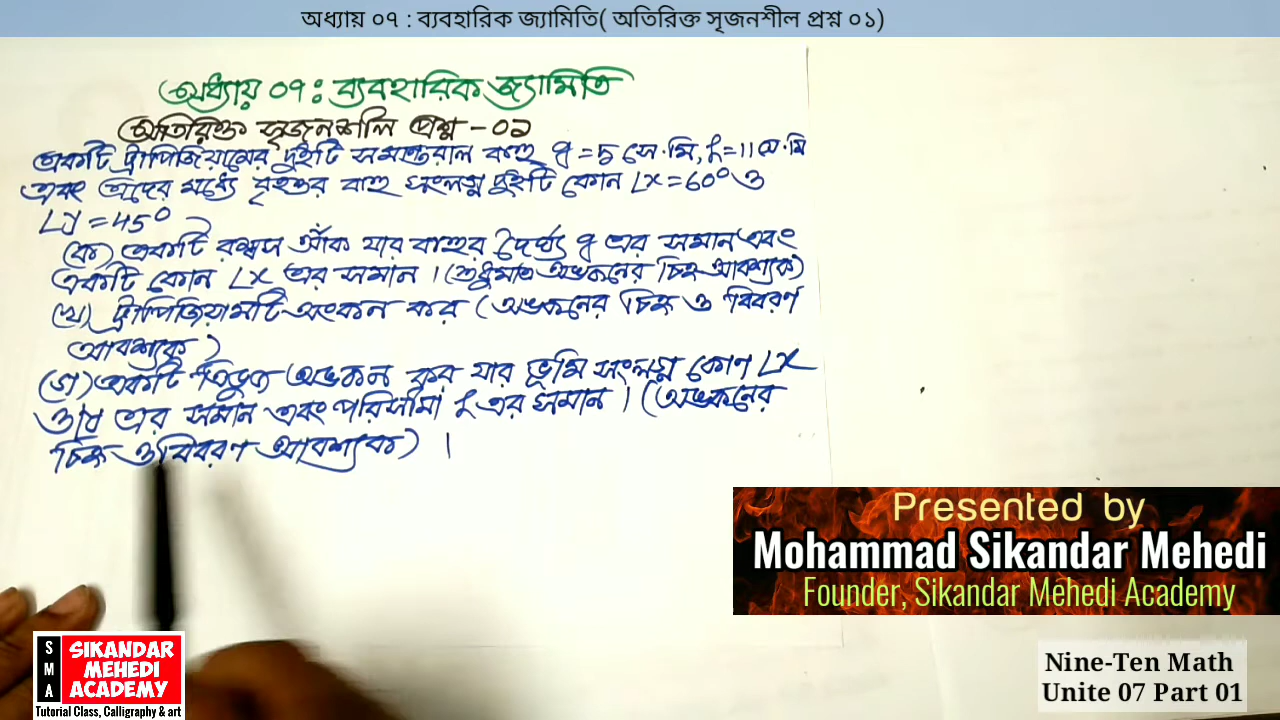 অধ্যায় ০৭ : ব্যবহারিক জ্যামিতি( অতিরিক্ত সৃজনশীল প্রশ্ন ০১)
অধ্যায় ০৭ : ব্যবহারিক জ্যামিতি
অতিরিক্ত সৃজনশীল প্রশ্ন - ০১
একটি ট্রাপিজিয়ামের দুইটি সমান্তরাল বাহু = 5 সে.মি, = 11 সে.মি
এবং তাদের মধ্যে বৃহত্তর বাহু সংলগ্ন দুইটি কোন ∠x = 60° ও
∠y = 45°
(ক) একটি রম্বস আঁক যার বাহুর দৈর্ঘ্য এর সমান এবং
একটি কোন ∠x এর সমান । (শুধুমাত্র অঙ্কনের চিহ্ন আবশ্যক)
(খ) ট্রাপিজিয়ামটি অংকন কর (অঙ্কনের চিহ্ন ও বিবরণ
আবশ্যক)
(গ) একটি ত্রিভুজ অঙ্কন কর যার ভূমি সংলগ্ন কোণ ∠x
ও এর সমান এবং পরিসীমা এর সমান । (অঙ্কনের
চিহ্ন ও বিবরণ আবশ্যক) ।
Presented by
Mohammad Sikandar Mehedi
Founder, Sikandar Mehedi Academy
SMA
SIKANDAR
MEHEDI
ACADEMY
Tutorial Class, Calligraphy & art
Nine-Ten Math
Unite 07 Part 01